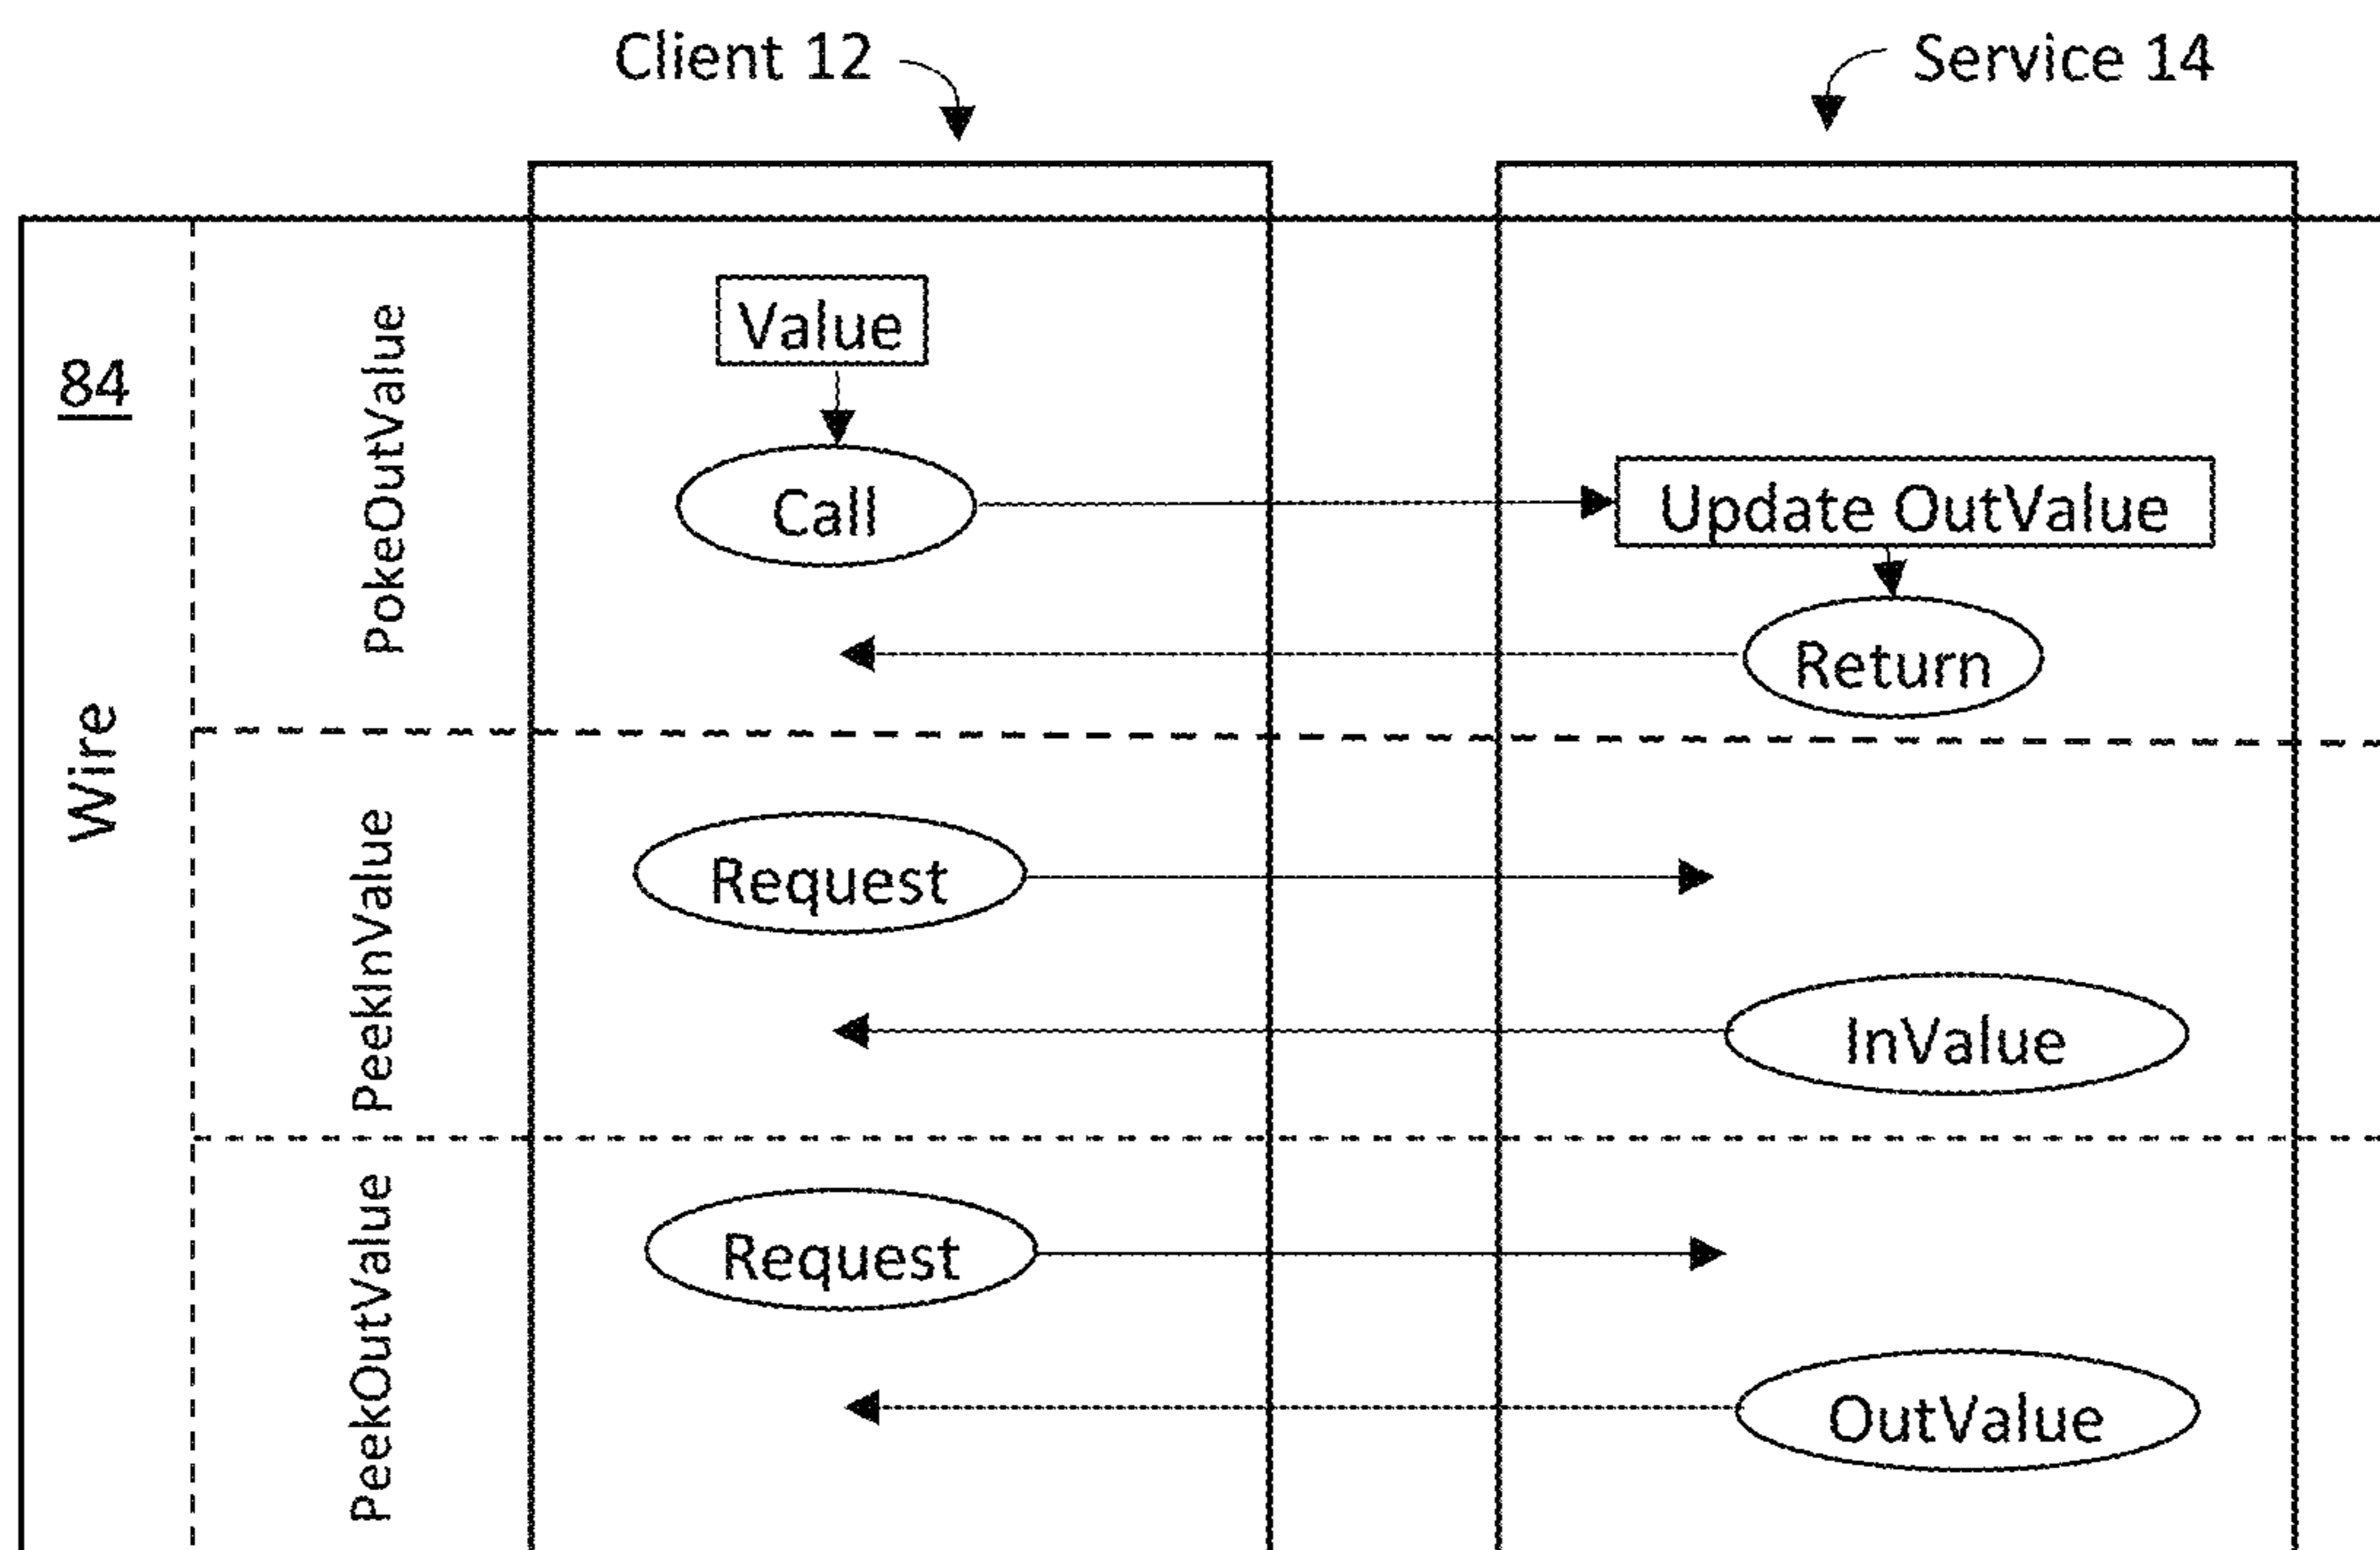 Client 12
Service 14
84
Wire
PokeOutValue
Value
Call
Update OutValue
Return
PeekInValue
Request
InValue
PeekOutValue
Request
OutValue